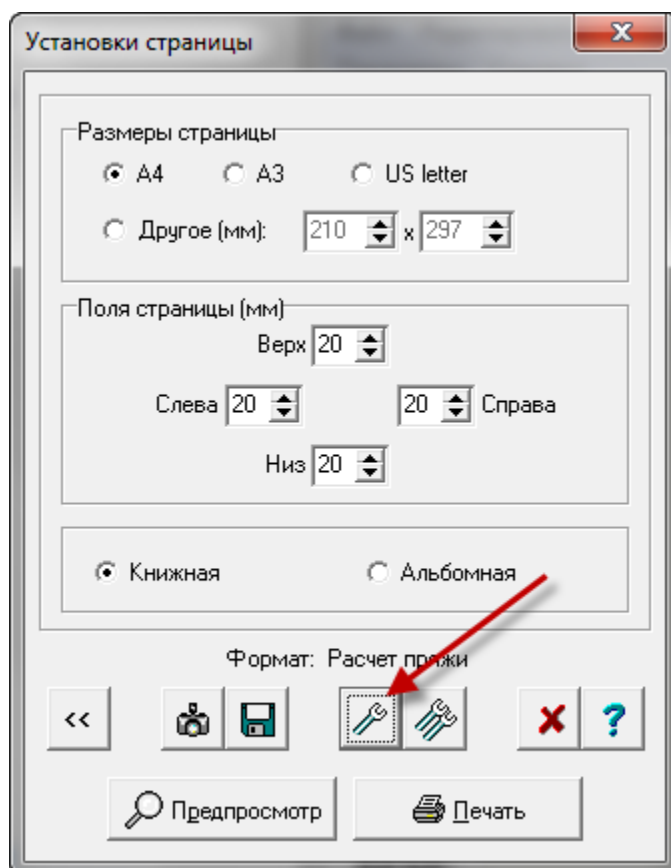 Установки страницы
Размеры страницы
A4 A3 US letter
Другое (мм): 210 x 297
Поля страницы (мм)
Верх 20
Слева 20 20 Справа
Низ 20
Книжная Альбомная
Формат: Расчет пряжи
<< ?
Предпросмотр Печать